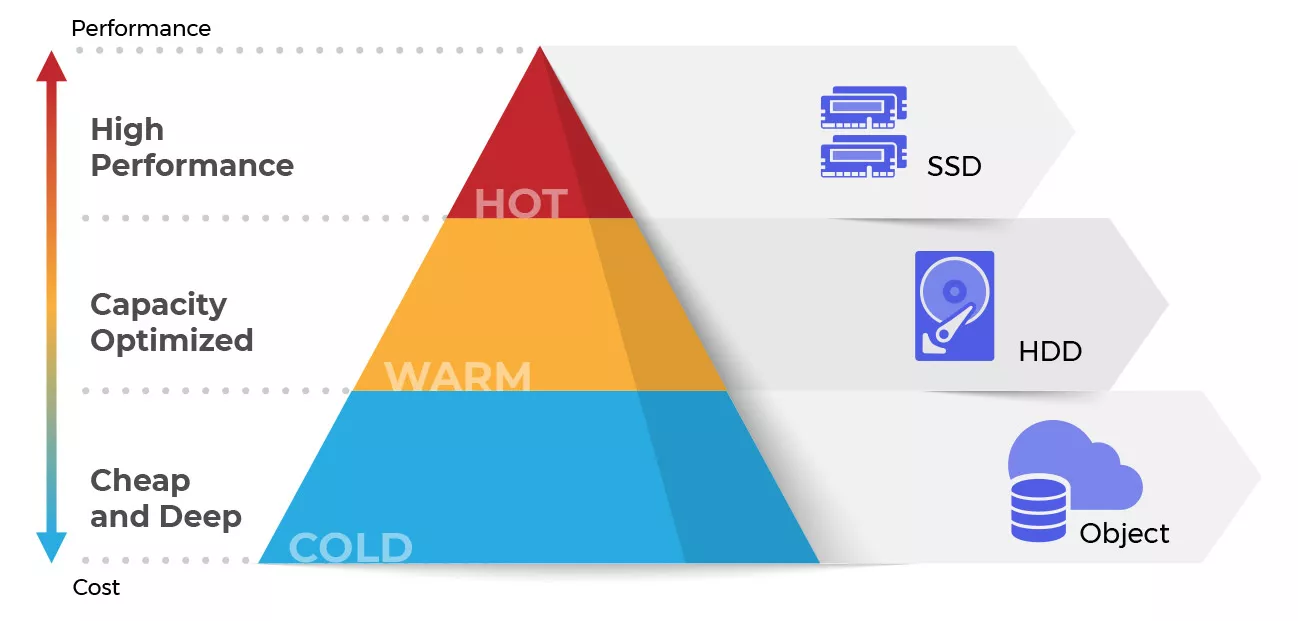 Performance
High
Performance
HOT
SSD
Capacity
Optimized
WARM
HDD
Cheap
and Deep
COLD
Object
Cost